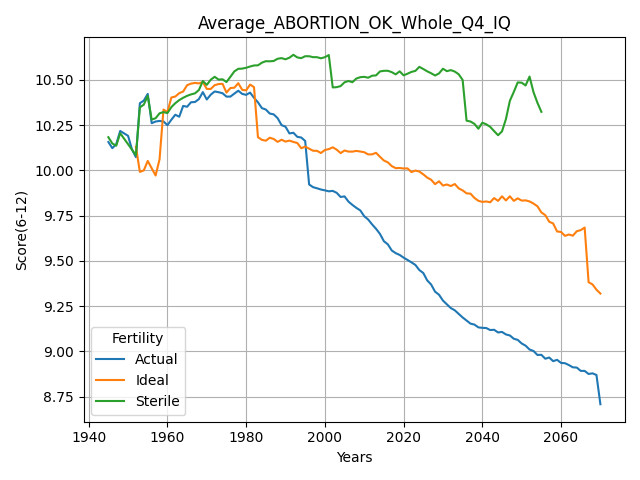 Average_ABORTION_OK_Whole_Q4_IQ
Score(6-12)
10.50
10.25
10.00
9.75
9.50
9.25
9.00
8.75
Fertility
Actual
Ideal
Sterile
1940 1960 1980 2000 2020 2040 2060
Years